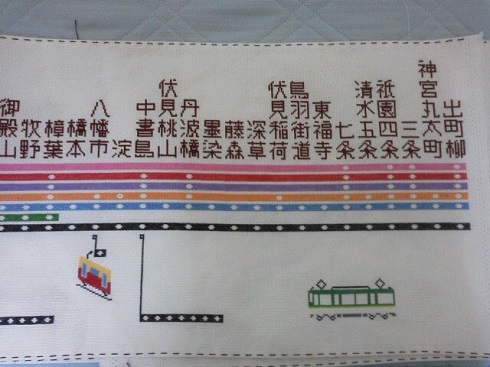 御殿山
牧野
樟葉
橋本
八幡市
淀
中書島
伏見桃山
丹波橋
墨染
藤森
深草
伏見稲荷
鳥羽街道
東福寺
七条
清水五条
祇園四条
三条
神宮丸太町
出町柳